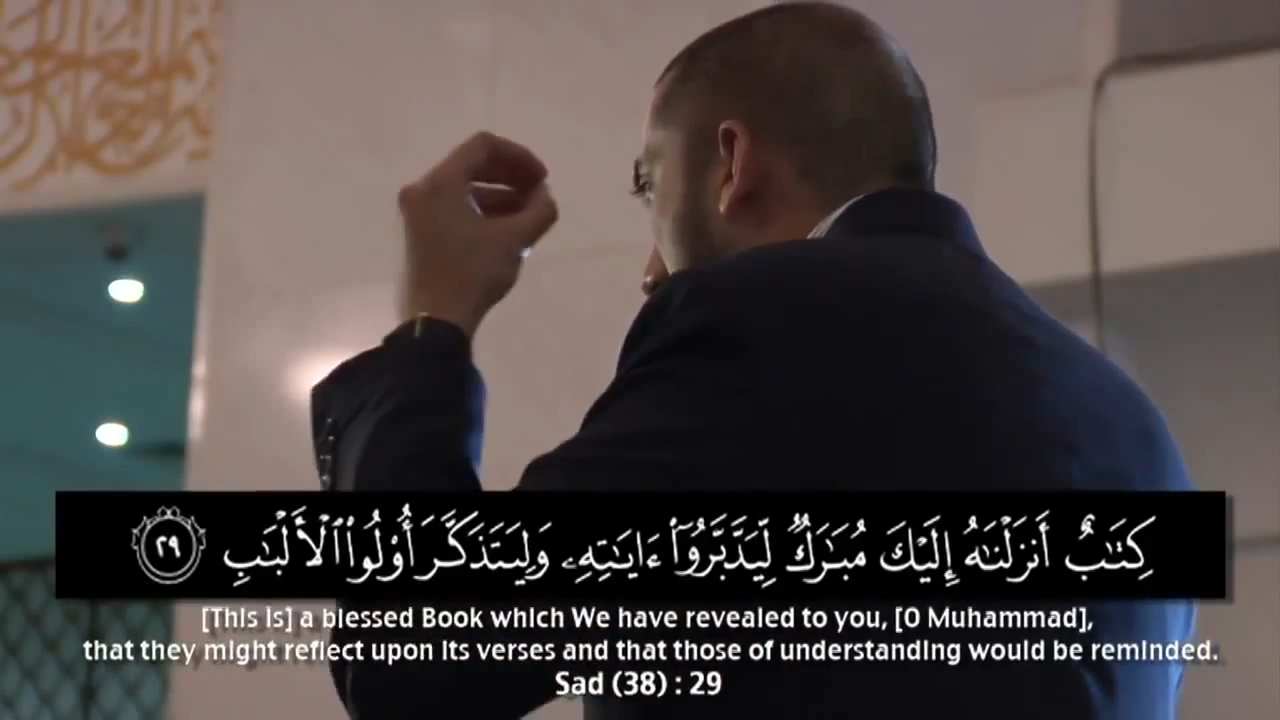 كِتَٰبٌ أَنزَلْنَٰهُ إِلَيْكَ مُبَٰرَكٌ لِّيَدَّبَّرُوٓا۟ ءَايَٰتِهِۦ وَلِيَتَذَكَّرَ أُو۟لُوا۟ ٱلْأَلْبَٰبِ ٢٩
[This is] a blessed Book which We have revealed to you, [O Muhammad],
that they might reflect upon its verses and that those of understanding would be reminded.
Sad (38) : 29